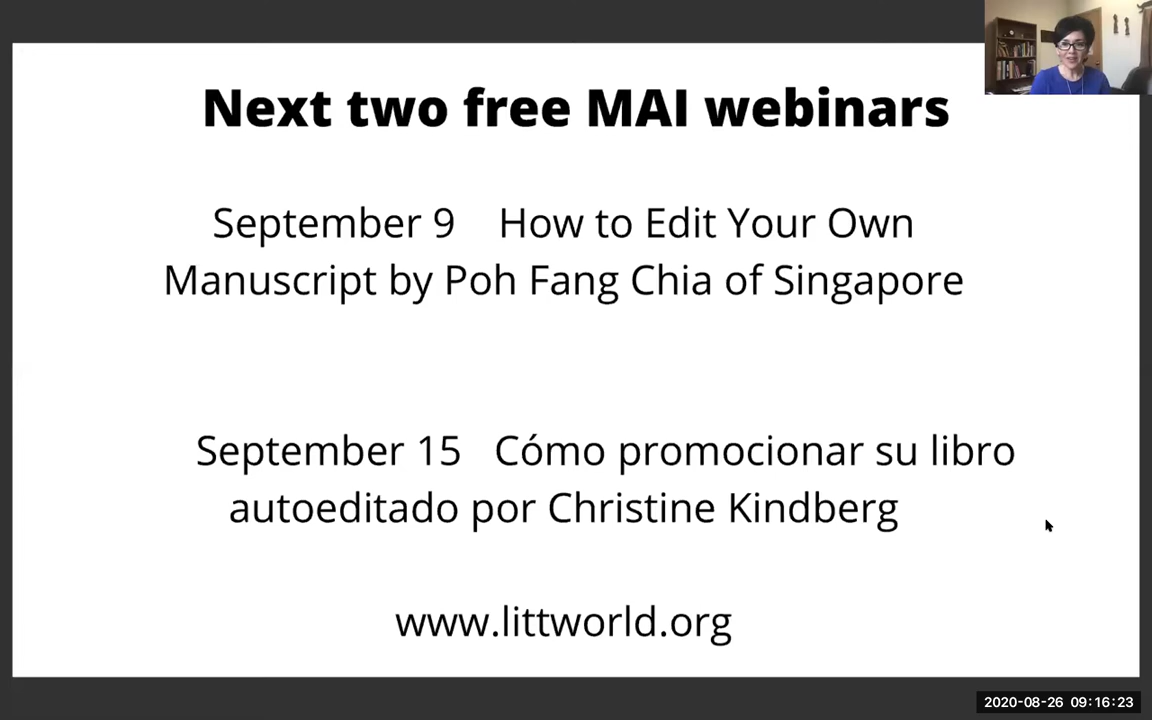 Next two free MAI webinars
September 9 How to Edit Your Own
Manuscript by Poh Fang Chia of Singapore
September 15 Cómo promocionar su libro
autoeditado por Christine Kindberg
www.littworld.org
2020-08-26 09:16:23